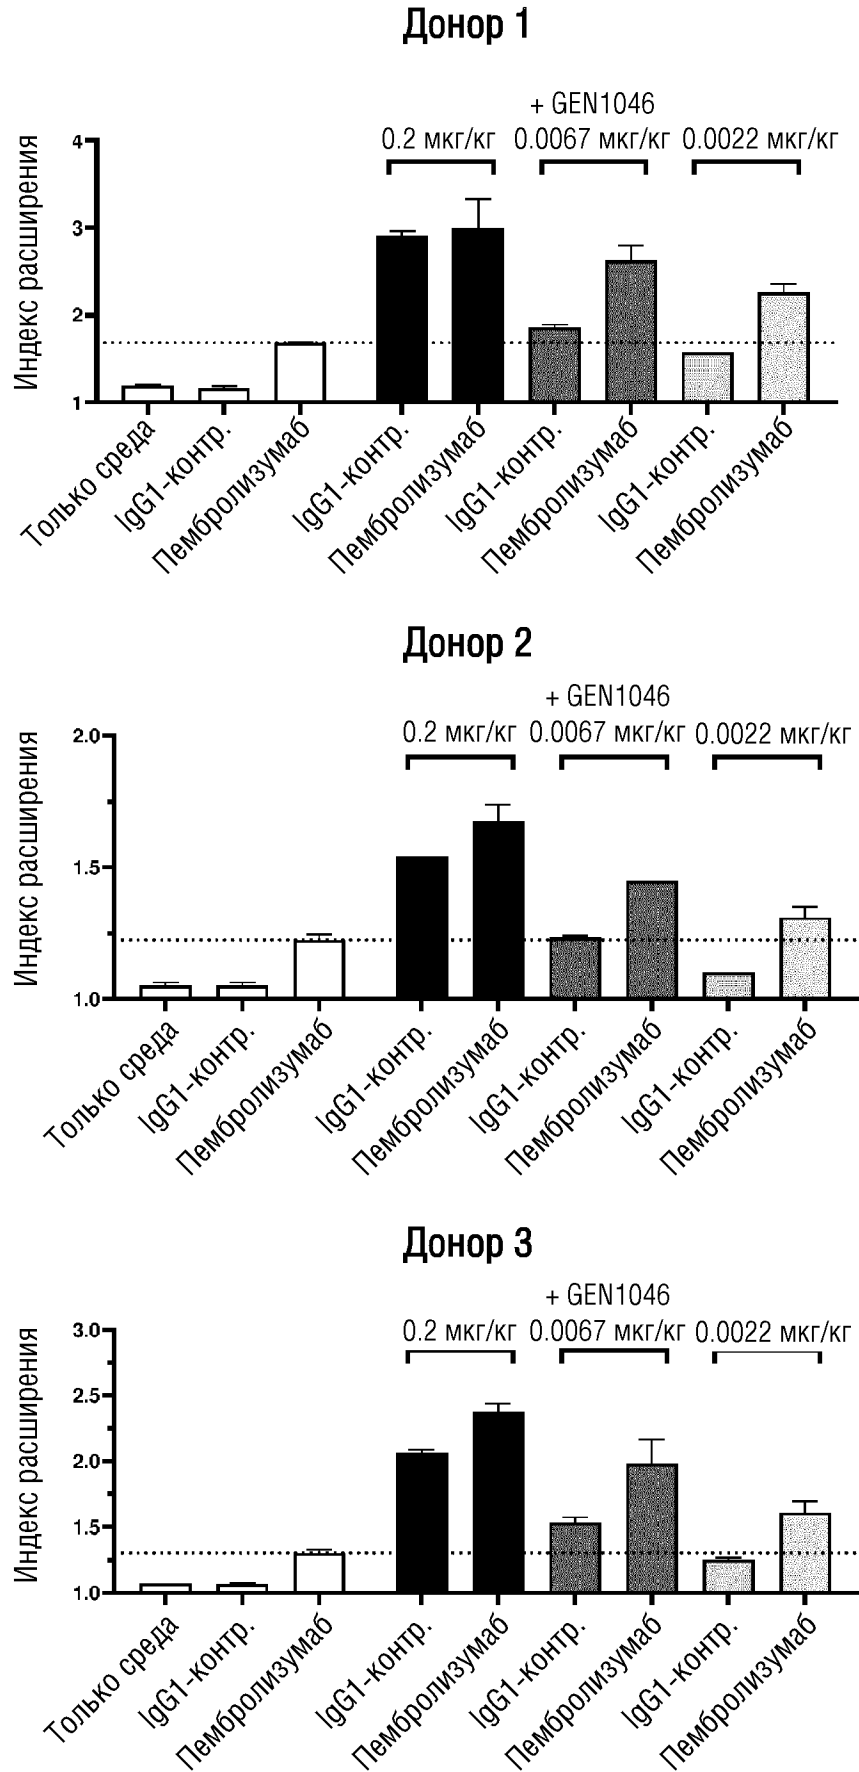 Донор 1
+ GEN1046
0.2 мкг/кг 0.0067 мкг/кг 0.0022 мкг/кг
Индекс расширения
4
3
2
1
Только среда
IgG1-контр.
Пембролизумаб
IgG1-контр.
Пембролизумаб
IgG1-контр.
Пембролизумаб
IgG1-контр.
Пембролизумаб
Донор 2
+ GEN1046
0.2 мкг/кг 0.0067 мкг/кг 0.0022 мкг/кг
Индекс расширения
2.0
1.5
1.0
Только среда
IgG1-контр.
Пембролизумаб
IgG1-контр.
Пембролизумаб
IgG1-контр.
Пембролизумаб
IgG1-контр.
Пембролизумаб
Донор 3
+ GEN1046
0.2 мкг/кг 0.0067 мкг/кг 0.0022 мкг/кг
Индекс расширения
3.0
2.5
2.0
1.5
1.0
Только среда
IgG1-контр.
Пембролизумаб
IgG1-контр.
Пембролизумаб
IgG1-контр.
Пембролизумаб
IgG1-контр.
Пембролизумаб